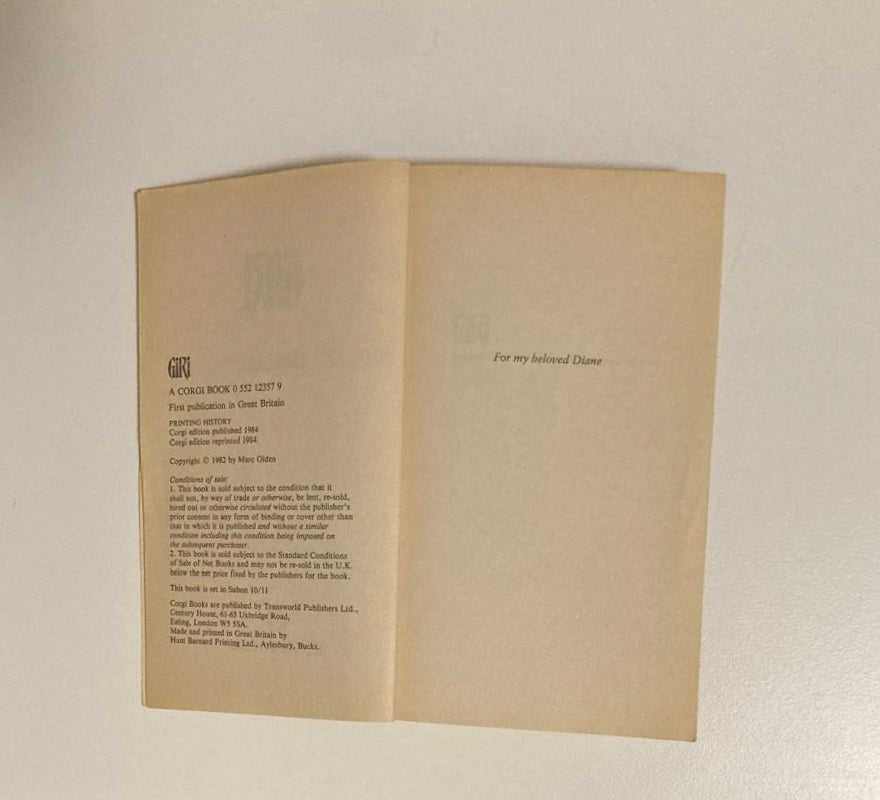 GiRi
A CORGI BOOK 0 552 12357 9
First publication in Great Britain
PRINTING HISTORY
Corgi edition published 1984
Corgi edition reprinted 1984
Copyright © 1982 by Marc Olden
Conditions of sale:
1. This book is sold subject to the condition that it
shall not, by way of trade or otherwise, be lent, re-sold,
hired out or otherwise circulated without the publisher's
prior consent in any form of binding or cover other than
that in which it is published and without a similar
condition including this condition being imposed on
the subsequent purchaser.
2. This book is sold subject to the Standard Conditions
of Sale of Net Books and may not be re-sold in the U.K.
below the net price fixed by the publishers for the book.
This book is set in Sabon 10/11
Corgi Books are published by Transworld Publishers Ltd.,
Century House, 61-63 Uxbridge Road,
Ealing, London W5 5SA.
Made and printed in Great Britain by
Hunt Barnard Printing Ltd., Aylesbury, Bucks.
For my beloved Diane